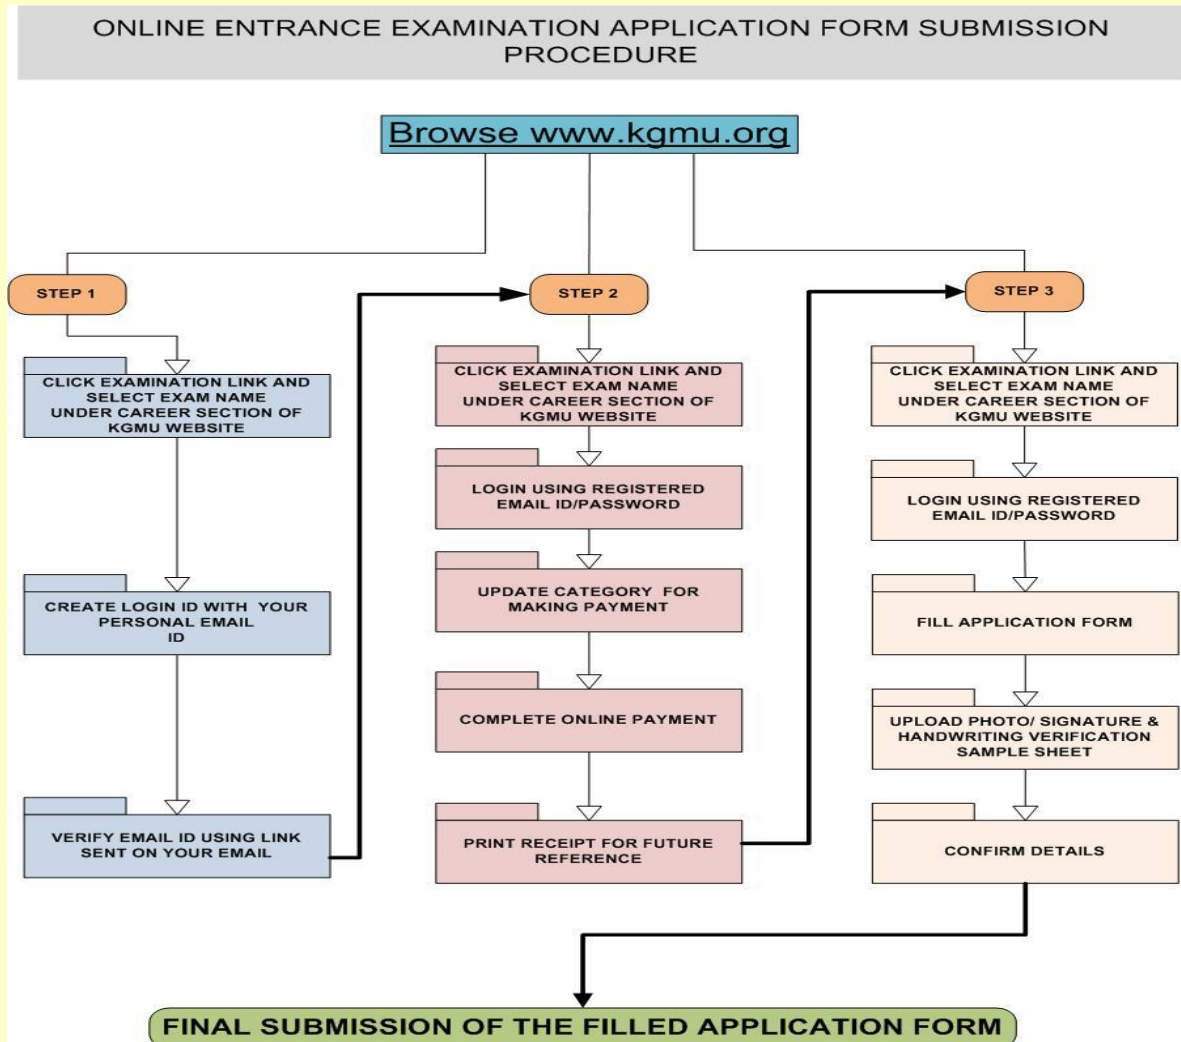 ONLINE ENTRANCE EXAMINATION APPLICATION FORM SUBMISSION
PROCEDURE
Browse www.kgmu.org
STEP 1
CLICK EXAMINATION LINK AND
SELECT EXAM NAME
UNDER CAREER SECTION OF
KGMU WEBSITE
CREATE LOGIN ID WITH YOUR
PERSONAL EMAIL
ID
VERIFY EMAIL ID USING LINK
SENT ON YOUR EMAIL
STEP 2
CLICK EXAMINATION LINK AND
SELECT EXAM NAME
UNDER CAREER SECTION OF
KGMU WEBSITE
LOGIN USING REGISTERED
EMAIL ID/PASSWORD
UPDATE CATEGORY FOR
MAKING PAYMENT
COMPLETE ONLINE PAYMENT
PRINT RECEIPT FOR FUTURE
REFERENCE
STEP 3
CLICK EXAMINATION LINK AND
SELECT EXAM NAME
UNDER CAREER SECTION OF
KGMU WEBSITE
LOGIN USING REGISTERED
EMAIL ID/PASSWORD
FILL APPLICATION FORM
UPLOAD PHOTO/ SIGNATURE &
HANDWRITING VERIFICATION
SAMPLE SHEET
CONFIRM DETAILS
FINAL SUBMISSION OF THE FILLED APPLICATION FORM